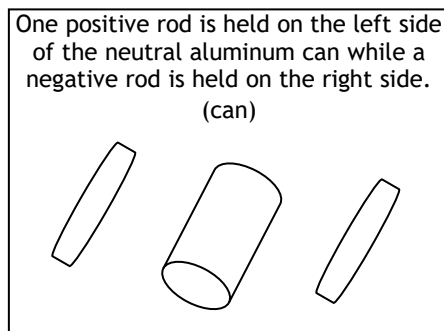 One positive rod is held on the left side
of the neutral aluminum can while a
negative rod is held on the right side.
(can)